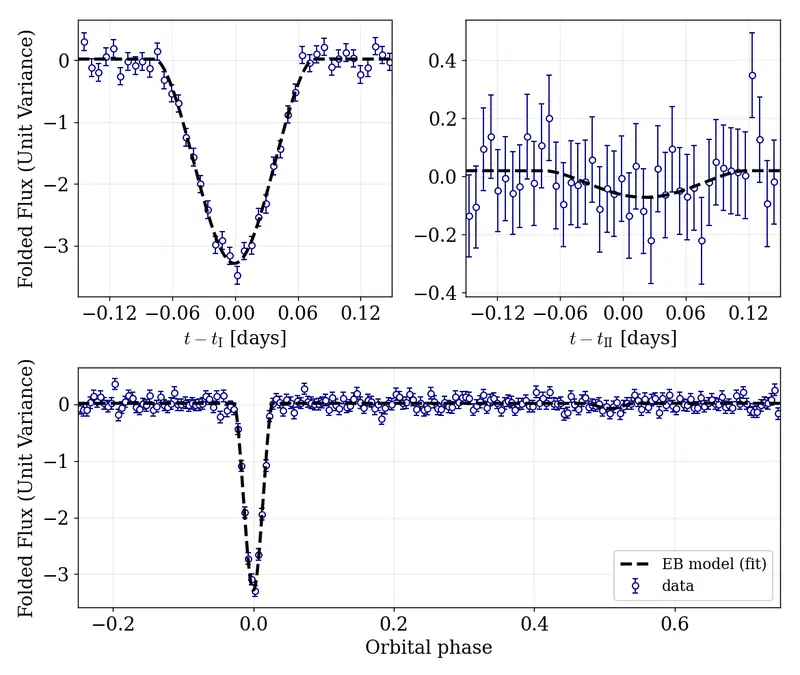 Folded Flux (Unit Variance)
0
−1
−2
−3
−0.12 −0.06 0.00 0.06 0.12
t − tI [days]
0.4
0.2
0.0
−0.2
−0.4
−0.12 −0.06 0.00 0.06 0.12
t − tII [days]
Folded Flux (Unit Variance)
0
−1
−2
−3
EB model (fit)
data
−0.2 0.0 0.2 0.4 0.6
Orbital phase